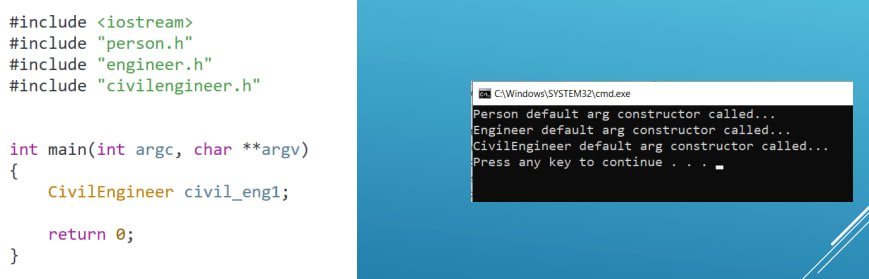 #include <iostream>
#include "person.h"
#include "engineer.h"
#include "civilengineer.h"
int main(int argc, char **argv)
{
CivilEngineer civil_eng1;
return 0;
}
C:\Windows\SYSTEM32\cmd.exe
Person default arg constructor called...
Engineer default arg constructor called...
CivilEngineer default arg constructor called...
Press any key to continue . . .